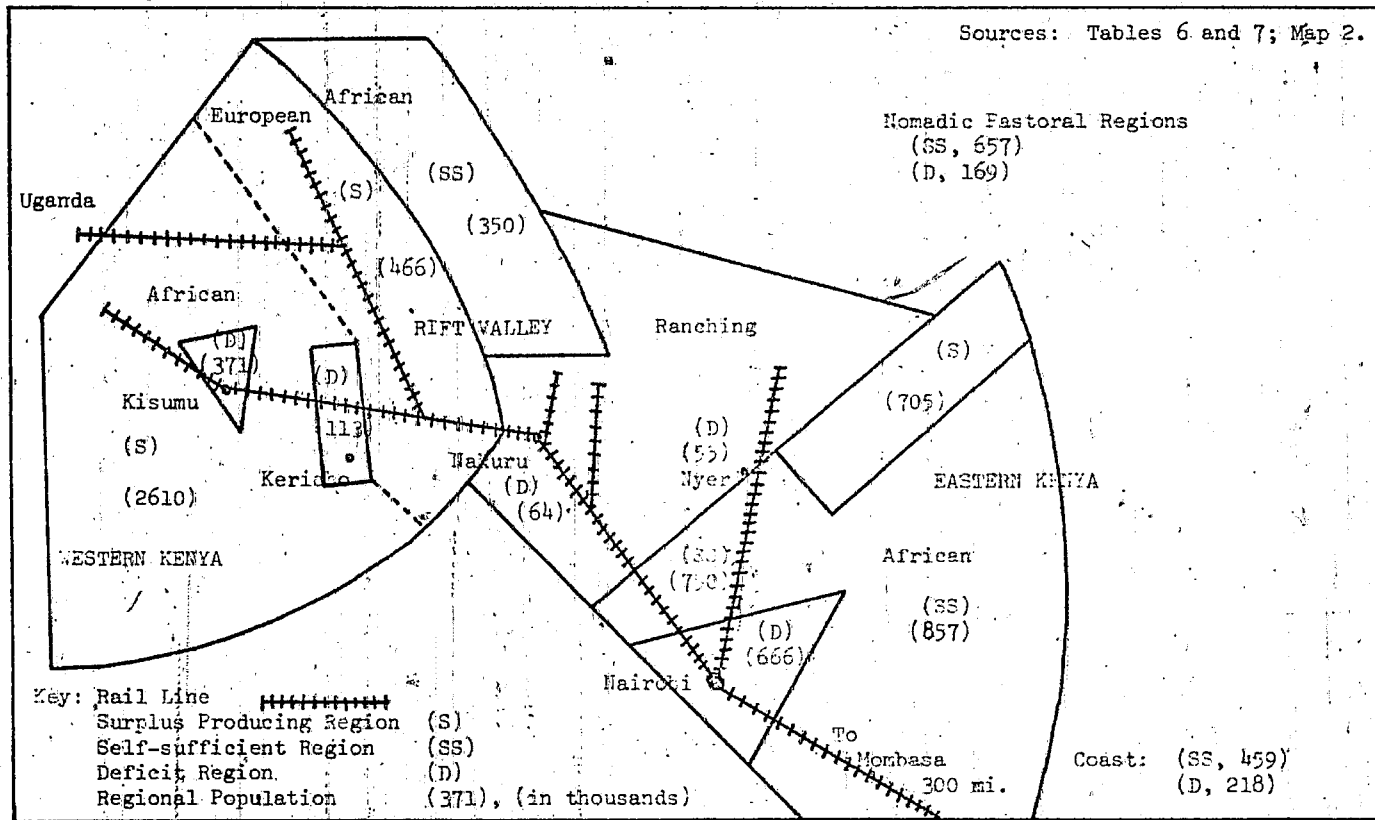 Sources: Tables 6 and 7; Map 2.
African
European
Nomadic Pastoral Regions
(SS, 657)
(D, 169)
(SS)
(S)
Uganda
(350)
(466)
African
RIFT VALLEY
Ranching
(D)
(371)
(S)
(705)
(D)
113)
Kisumu
(D)
(55)
Nyer
(S)
Nakuru
(D)
(64)
EASTERN KENYA
Kericho
(2610)
African
WESTERN KENYA
(SS)
(857)
(D)
(666)
Nairobi
Key: Rail Line
Surplus Producing Region (S)
Self-sufficient Region (SS)
Deficit Region (D)
Regional Population (371), (in thousands)
To
Mombasa
300 mi.
Coast: (SS, 459)
(D, 218)